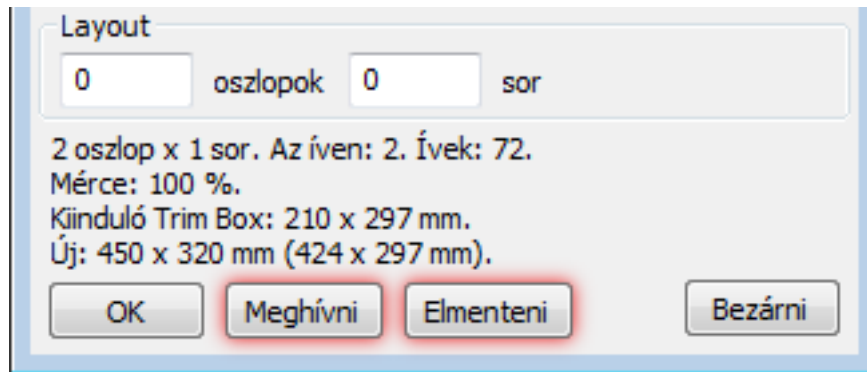 Layout
0 oszlopok 0 sor
2 oszlop x 1 sor. Az íven: 2. Ívek: 72.
Mérce: 100 %.
Kiinduló Trim Box: 210 x 297 mm.
Új: 450 x 320 mm (424 x 297 mm).
OK Meghívni Elmenteni Bezárni